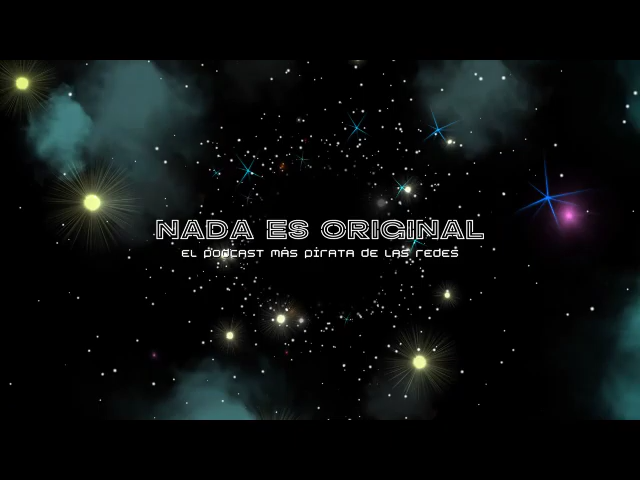 NADA ES ORIGINAL
EL PODCAST MÁS PIRATA DE LAS REDES